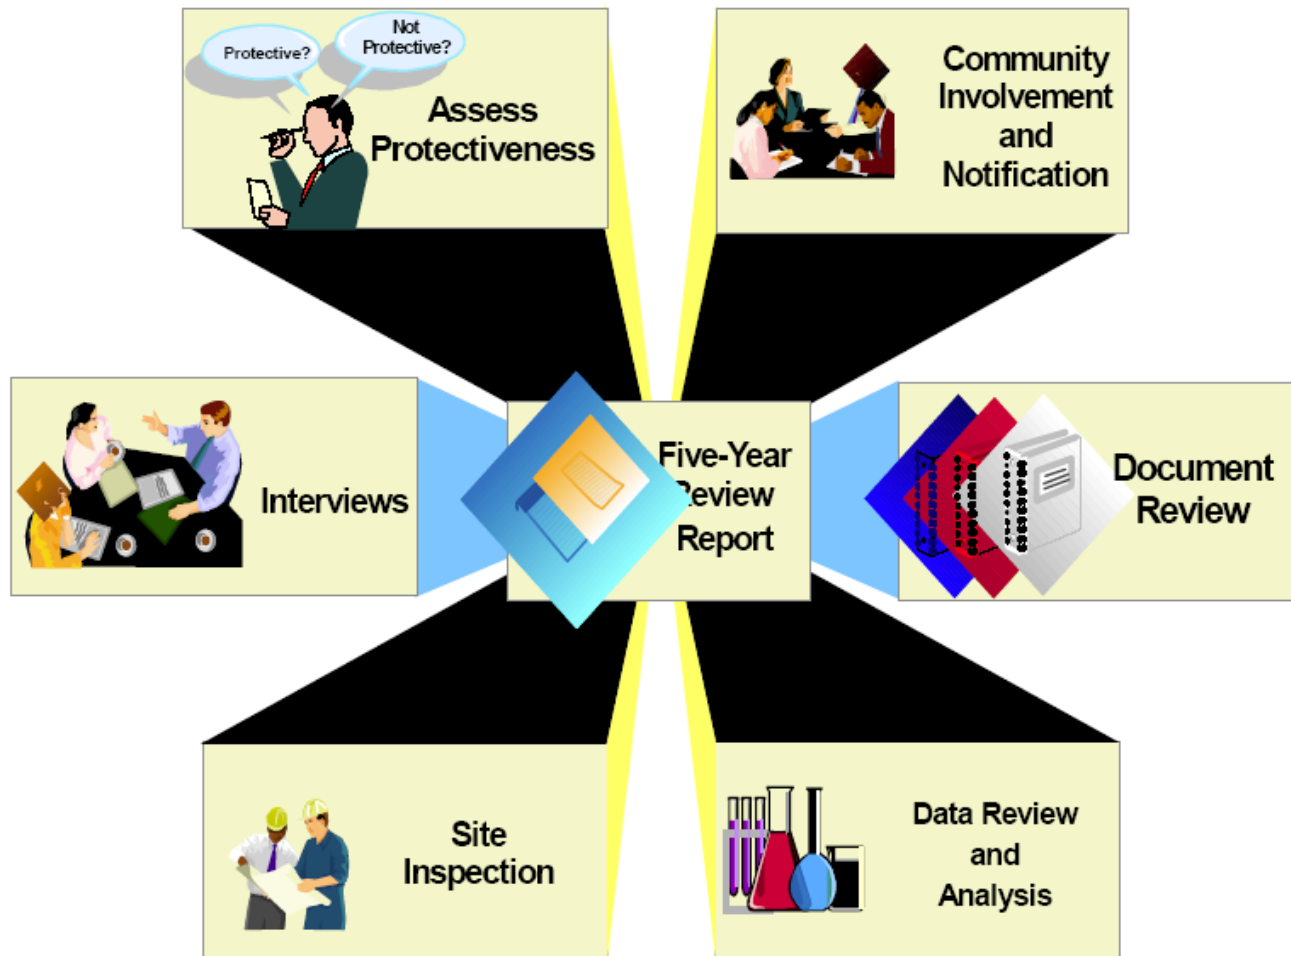 Protective?
Not
Protective?
Assess
Protectiveness
Community
Involvement
and
Notification
Interviews
Five-Year
Review
Report
Document
Review
Site
Inspection
Data Review
and
Analysis